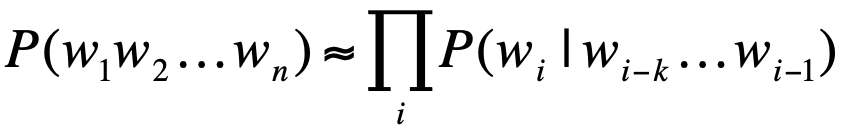 P(w₁w₂…wₙ) ≈ ∏ᵢ P(wᵢ | wᵢ₋ₖ…wᵢ₋₁)